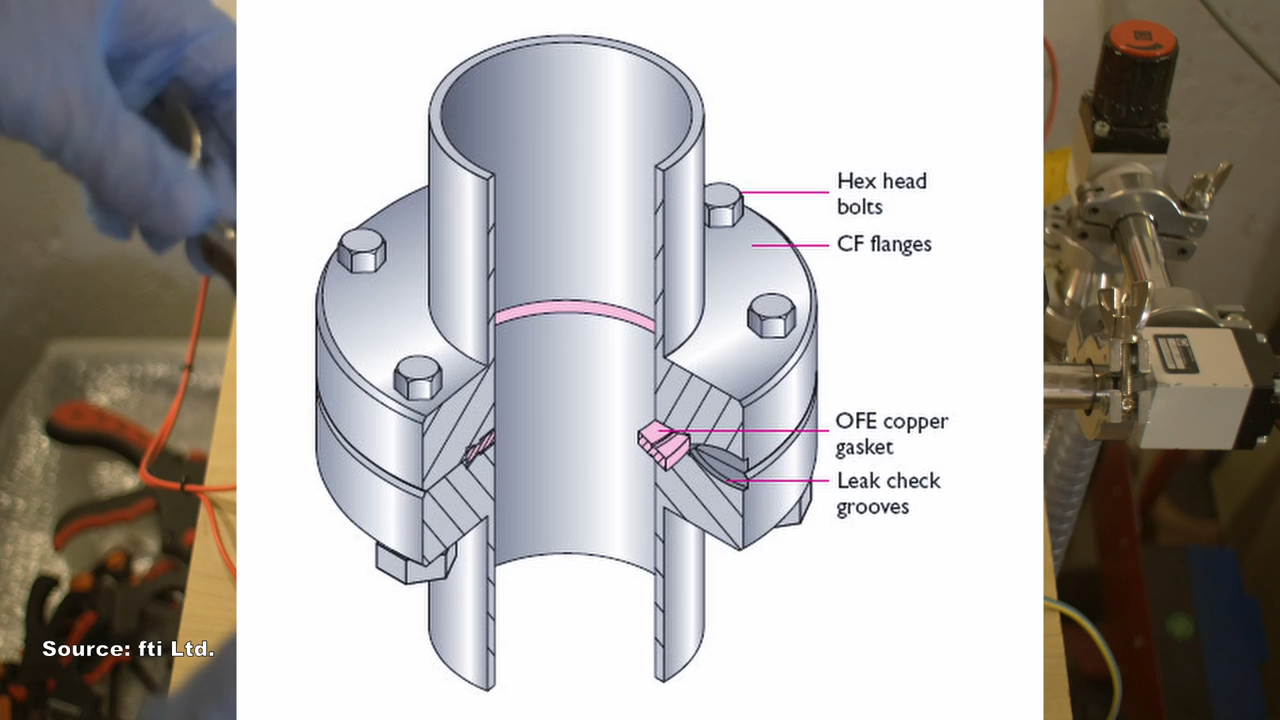 Hex head
bolts
CF flanges
OFE copper
gasket
Leak check
grooves
Source: fti Ltd.